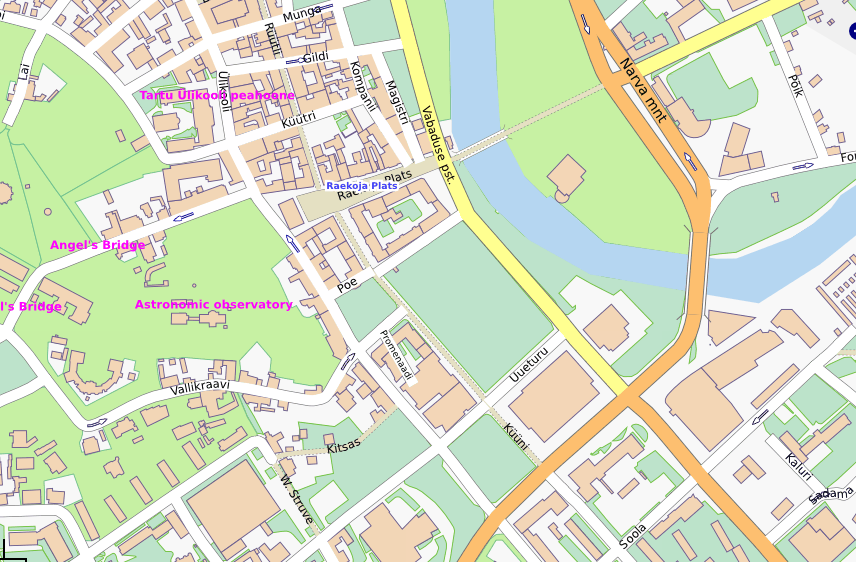 Munga
Rüütli
Gildi
Lai
Ülikooli
Kompanii
Magistri
Narva mnt
Põik
Tartu Ülikooli peahoone
Küütri
Vabaduse pst.
Raekoja Plats
Plats
Angel's Bridge
l's Bridge
Astronomic observatory
Poe
Promenaadi
Uueturu
Vallikraavi
Küüni
Kitsas
W. Struve
Soola
Kaluri
Sadama